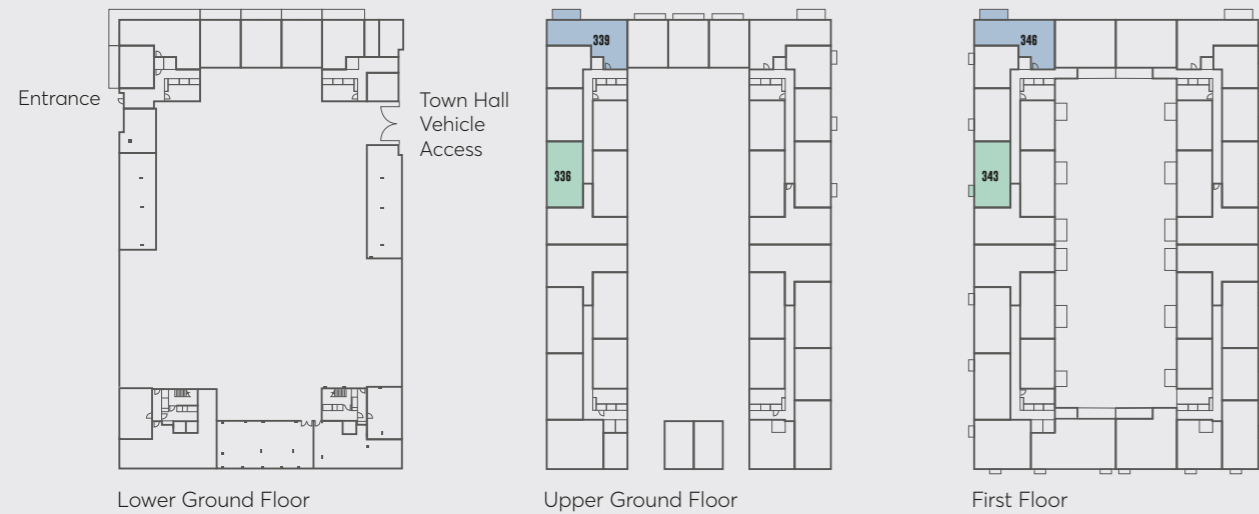 339
346
Entrance
Town Hall
Vehicle
Access
336
343
Lower Ground Floor
Upper Ground Floor
First Floor